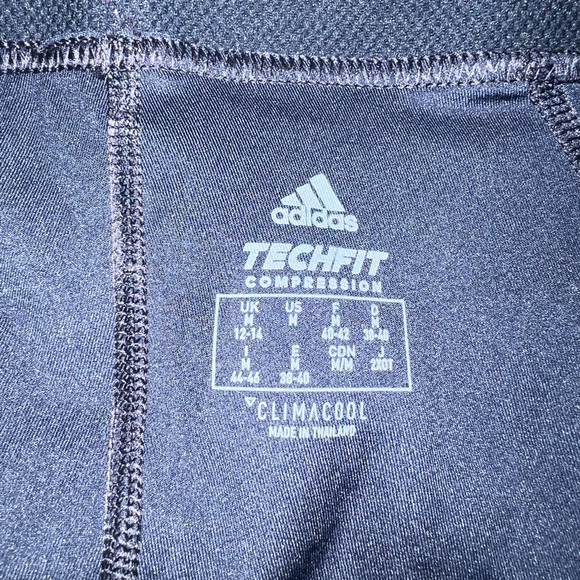 adidas
TECHFIT
COMPRESSION
UK US F D
M M M M
12-14 40-42 38-40
I E CDN J
M M M/M 2XOT
44-46 38-40
CLIMACOOL
MADE IN THAILAND